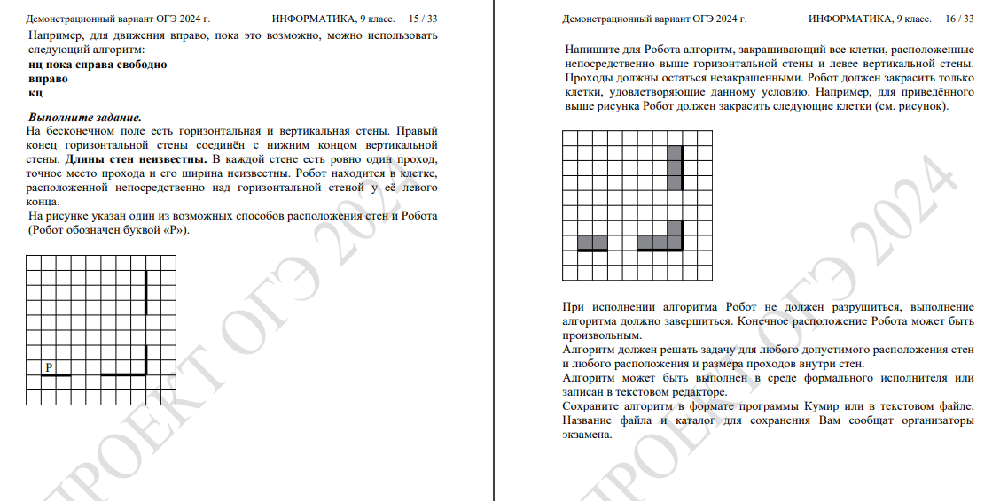 Демонстрационный вариант ОГЭ 2024 г. ИНФОРМАТИКА, 9 класс. 15 / 33
Например, для движения вправо, пока это возможно, можно использовать
следующий алгоритм:
нц пока справа свободно
вправо
кц
Выполните задание.
На бесконечном поле есть горизонтальная и вертикальная стены. Правый
конец горизонтальной стены соединён с нижним концом вертикальной
стены. Длины стен неизвестны. В каждой стене есть ровно один проход,
точное место прохода и его ширина неизвестны. Робот находится в клетке,
расположенной непосредственно над горизонтальной стеной у её левого
конца.
На рисунке указан один из возможных способов расположения стен и Робота
(Робот обозначен буквой «Р»).
Р
ПРОЕКТ ОГЭ 2024
Демонстрационный вариант ОГЭ 2024 г. ИНФОРМАТИКА, 9 класс. 16 / 33
Напишите для Робота алгоритм, закрашивающий все клетки, расположенные
непосредственно выше горизонтальной стены и левее вертикальной стены.
Проходы должны остаться незакрашенными. Робот должен закрасить только
клетки, удовлетворяющие данному условию. Например, для приведённого
выше рисунка Робот должен закрасить следующие клетки (см. рисунок).
При исполнении алгоритма Робот не должен разрушиться, выполнение
алгоритма должно завершиться. Конечное расположение Робота может быть
произвольным.
Алгоритм должен решать задачу для любого допустимого расположения стен
и любого расположения и размера проходов внутри стен.
Алгоритм может быть выполнен в среде формального исполнителя или
записан в текстовом редакторе.
Сохраните алгоритм в формате программы Кумир или в текстовом файле.
Название файла и каталог для сохранения Вам сообщат организаторы
экзамена.
ПРОЕКТ ОГЭ 2024